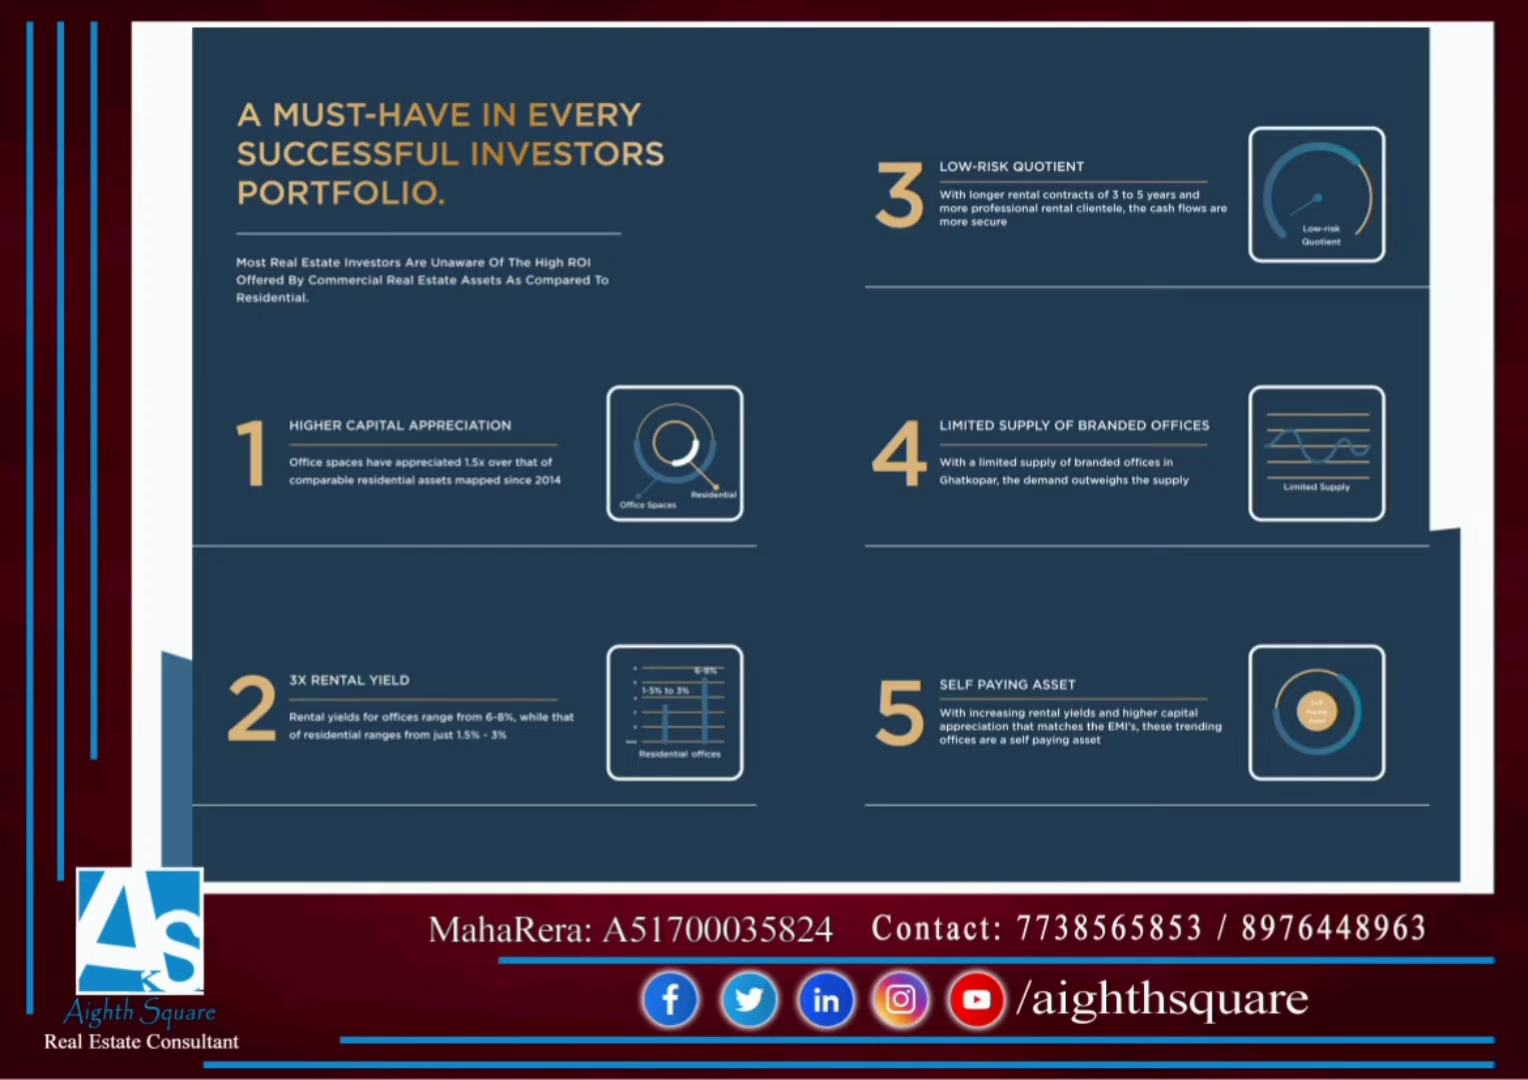 A MUST-HAVE IN EVERY
SUCCESSFUL INVESTORS
PORTFOLIO.
Most Real Estate Investors Are Unaware Of The High ROI
Offered By Commercial Real Estate Assets As Compared To
Residential.
1
HIGHER CAPITAL APPRECIATION
Office spaces have appreciated 1.5x over that of
comparable residential assets mapped since 2014
Residential
Office Spaces
2
3X RENTAL YIELD
Rental yields for offices range from 6-8%, while that
of residential ranges from just 1.5% - 3%
6-8%
1-5% to 3%
Residential offices
3
LOW-RISK QUOTIENT
With longer rental contracts of 3 to 5 years and
more professional rental clientele, the cash flows are
more secure
Low-risk
Quotient
4
LIMITED SUPPLY OF BRANDED OFFICES
With a limited supply of branded offices in
Ghatkopar, the demand outweighs the supply
Limited Supply
5
SELF PAYING ASSET
With increasing rental yields and higher capital
appreciation that matches the EMI's, these trending
offices are a self paying asset
Self
Paying
Asset
AKS
Aighth Square
Real Estate Consultant
MahaRera: A51700035824 Contact: 7738565853 / 8976448963
/aighthsquare